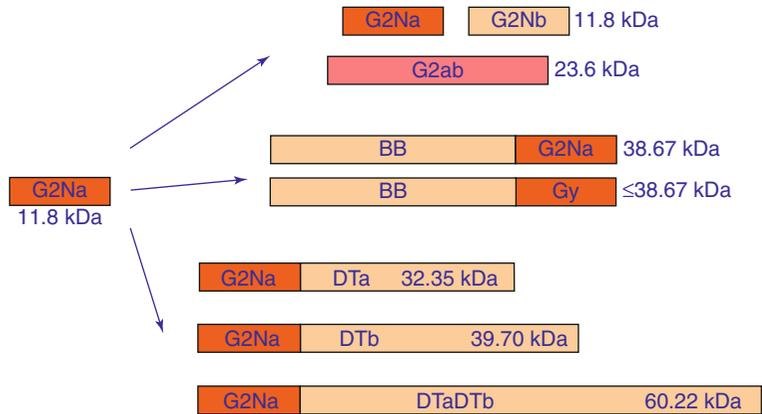 G2Na G2Nb 11.8 kDa
G2ab 23.6 kDa
BB G2Na 38.67 kDa
BB Gy ≤38.67 kDa
G2Na
11.8 kDa
G2Na DTa 32.35 kDa
G2Na DTb 39.70 kDa
G2Na DTaDTb 60.22 kDa